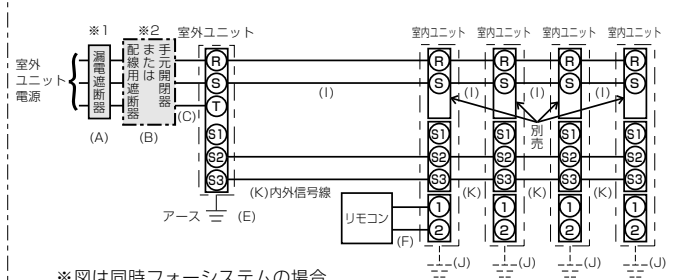 ※1
※2
室外ユニット
室内ユニット 室内ユニット 室内ユニット 室内ユニット
室外
ユニット
電源
漏電遮断器
手元開閉器
または
配線用遮断器
(A)
(B)
(C)
R
S
T
S1
S2
S3
(I)
(I) (I) (I)
R R R R
S S S S
別売
S1 S1 S1 S1
S2 S2 S2 S2
S3 S3 S3 S3
(K)内外信号線
(K) (K) (K)
アース
(E)
リモコン
(F)
1 1 1 1
2 2 2 2
(J) (J) (J) (J)
※図は同時フォーシステムの場合